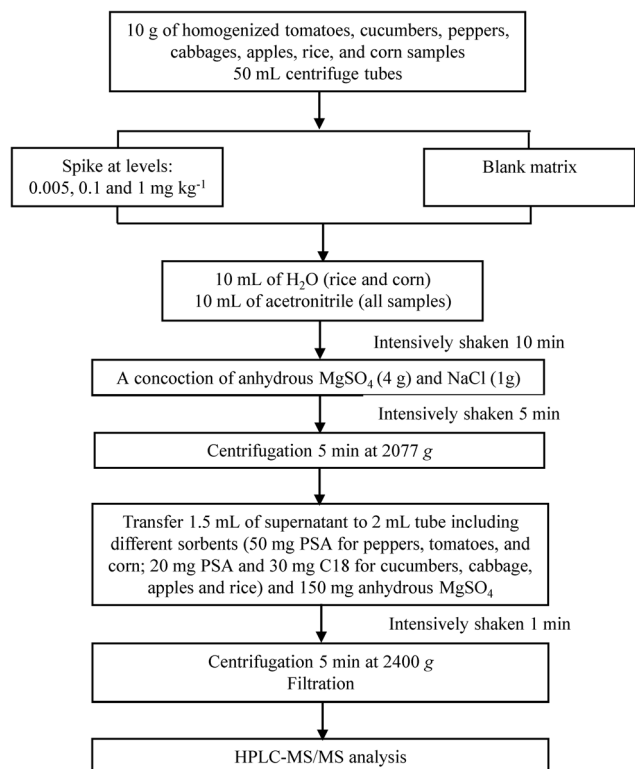 10 g of homogenized tomatoes, cucumbers, peppers,
cabbages, apples, rice, and corn samples
50 mL centrifuge tubes
Spike at levels:
0.005, 0.1 and 1 mg kg⁻¹
Blank matrix
10 mL of H₂O (rice and corn)
10 mL of acetronitrile (all samples)
Intensively shaken 10 min
A concoction of anhydrous MgSO₄ (4 g) and NaCl (1g)
Intensively shaken 5 min
Centrifugation 5 min at 2077 g
Transfer 1.5 mL of supernatant to 2 mL tube including
different sorbents (50 mg PSA for peppers, tomatoes, and
corn; 20 mg PSA and 30 mg C18 for cucumbers, cabbage,
apples and rice) and 150 mg anhydrous MgSO₄
Intensively shaken 1 min
Centrifugation 5 min at 2400 g
Filtration
HPLC-MS/MS analysis